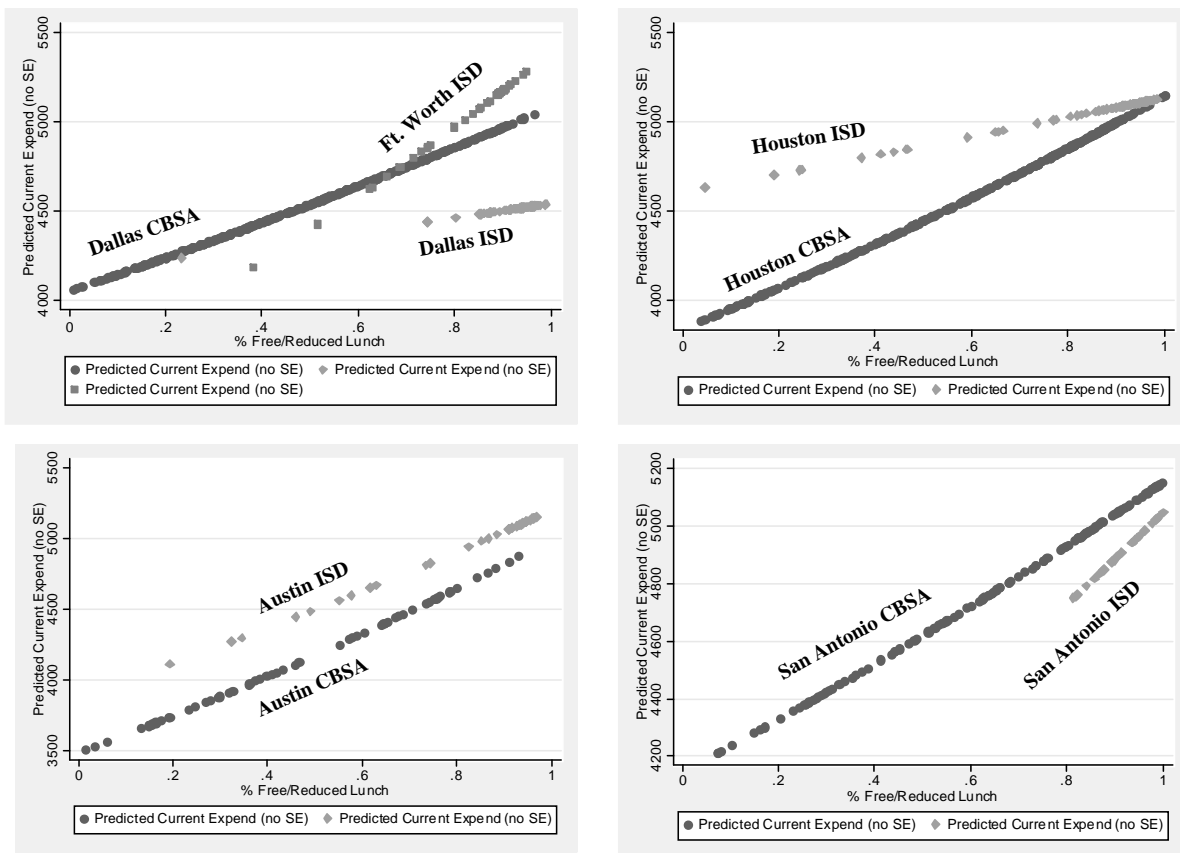 Predicted Current Expend (no SE)
5500
5000
4500
4000
Ft. Worth ISD
Dallas CBSA
Dallas ISD
0 .2 .4 .6 .8 1
% Free/Reduced Lunch
Predicted Current Expend (no SE) Predicted Current Expend (no SE)
Predicted Current Expend (no SE)
Predicted Current Expend (no SE)
5500
5000
4500
4000
Houston ISD
Houston CBSA
0 .2 .4 .6 .8 1
% Free/Reduced Lunch
Predicted Current Expend (no SE) Predicted Current Expend (no SE)
Predicted Current Expend (no SE)
5500
5000
4500
4000
3500
Austin ISD
Austin CBSA
0 .2 .4 .6 .8 1
% Free/Reduced Lunch
Predicted Current Expend (no SE) Predicted Current Expend (no SE)
Predicted Current Expend (no SE)
5200
5000
4800
4600
4400
4200
San Antonio CBSA
San Antonio ISD
0 .2 .4 .6 .8 1
% Free/Reduced Lunch
Predicted Current Expend (no SE) Predicted Current Expend (no SE)